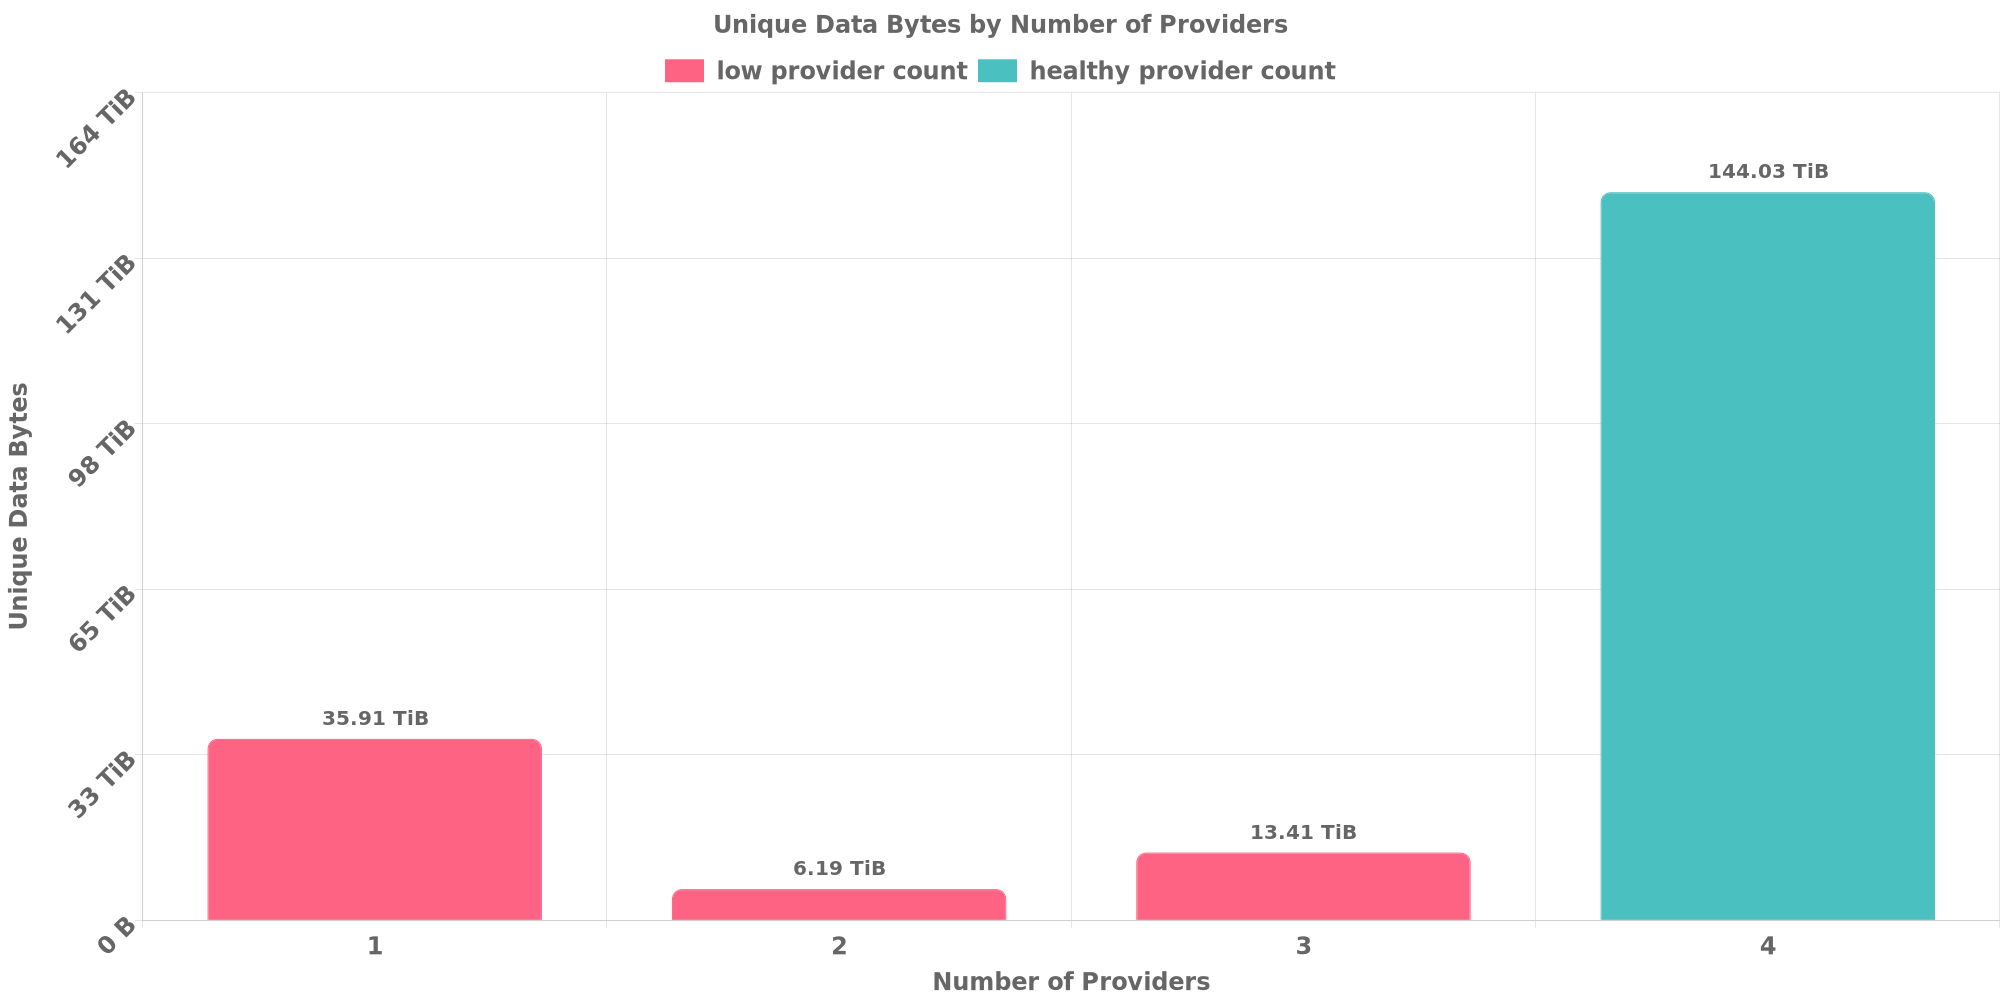 Unique Data Bytes by Number of Providers
low provider count
healthy provider count
164 TiB
131 TiB
98 TiB
65 TiB
33 TiB
0 B
Unique Data Bytes
35.91 TiB
6.19 TiB
13.41 TiB
144.03 TiB
1
2
3
4
Number of Providers